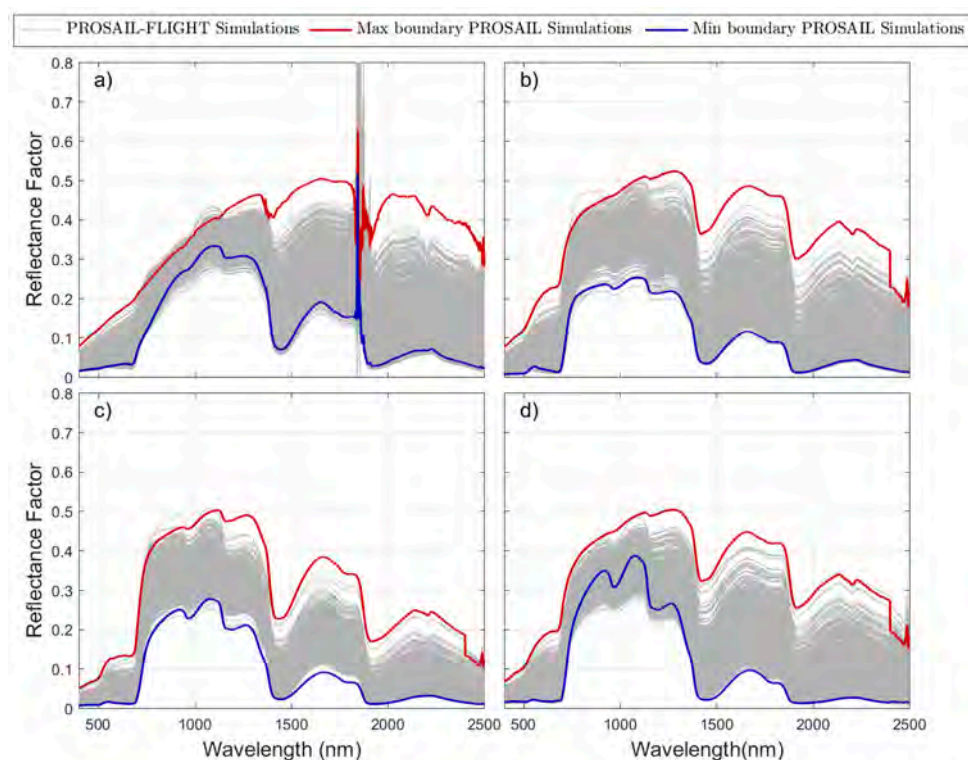 PROSAIL-FLIGHT Simulations Max boundary PROSAIL Simulations Min boundary PROSAIL Simulations
a)
b)
0.8
0.7
0.6
0.5
0.4
0.3
0.2
0.1
0
Reflectance Factor
c)
d)
0.8
0.7
0.6
0.5
0.4
0.3
0.2
0.1
0
Reflectance Factor
500 1000 1500 2000 2500
500 1000 1500 2000 2500
Wavelength (nm)
Wavelength(nm)